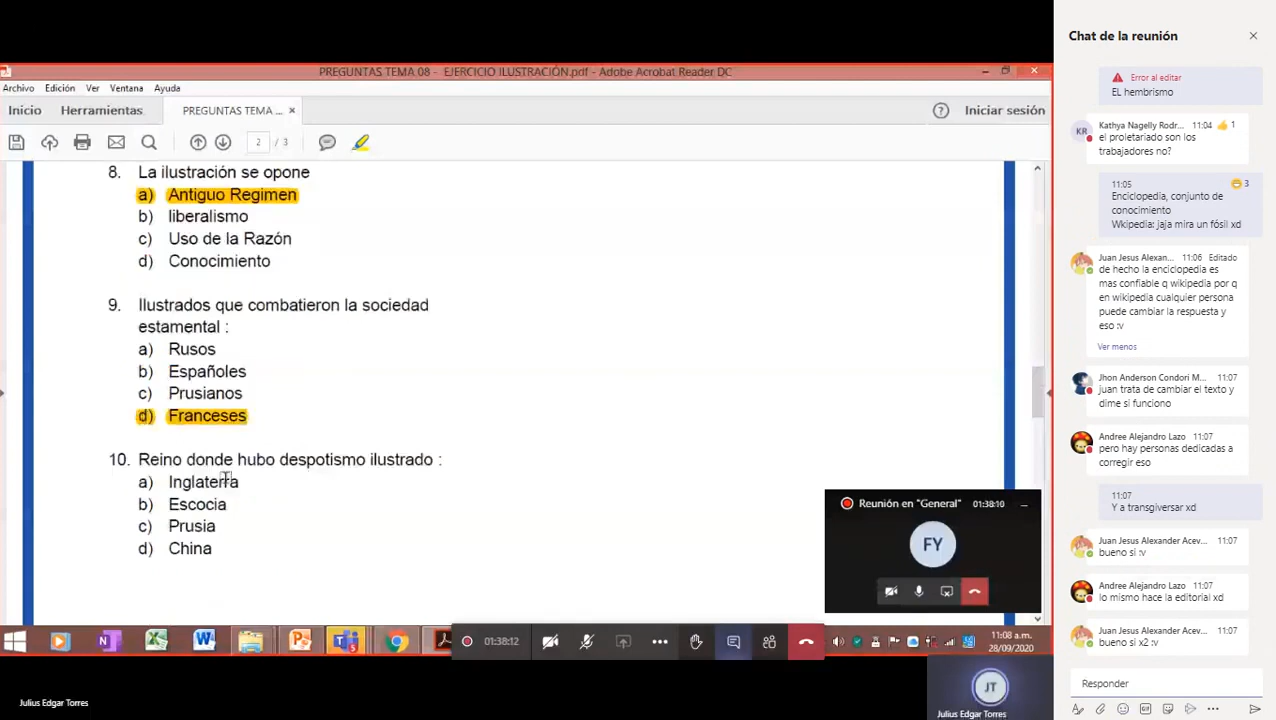 PREGUNTAS TEMA 08 - EJERCICIO ILUSTRACIÓN.pdf - Adobe Acrobat Reader DC
Archivo Edición Ver Ventana Ayuda
Inicio Herramientas PREGUNTAS TEMA ... × ? Iniciar sesión
2 / 3
8. La ilustración se opone
a) Antiguo Regimen
b) liberalismo
c) Uso de la Razón
d) Conocimiento
9. Ilustrados que combatieron la sociedad
estamental :
a) Rusos
b) Españoles
c) Prusianos
d) Franceses
10. Reino donde hubo despotismo ilustrado :
a) Inglaterra
b) Escocia
c) Prusia
d) China
Reunión en "General" 01:38:10
FY
01:38:12
11:08 a.m.
28/09/2020
JT
Julius Edgar Torres
Julius Edgar Torres
Chat de la reunión
Error al editar
EL hembrismo
KR
Kathya Nagelly Rodr... 11:04 1
el proletariado son los
trabajadores no?
11:05 3
Enciclopedia, conjunto de
conocimiento
Wkipedia: jaja mira un fósil xd
Juan Jesus Alexan... 11:06 Editado
de hecho la enciclopedia es
mas confiable q wikipedia por q
en wikipedia cualquier persona
puede cambiar la respuesta y
eso :v
Ver menos
Jhon Anderson Condori M... 11:07
juan trata de cambiar el texto y
dime si funciono
Andree Alejandro Lazo 11:07
pero hay personas dedicadas a
corregir eso
11:07
Y a transgiversar xd
Juan Jesus Alexander Acev... 11:07
bueno si :v
Andree Alejandro Lazo 11:07
lo mismo hace la editorial xd
Juan Jesus Alexander Acev... 11:07
bueno si x2 :v
Responder